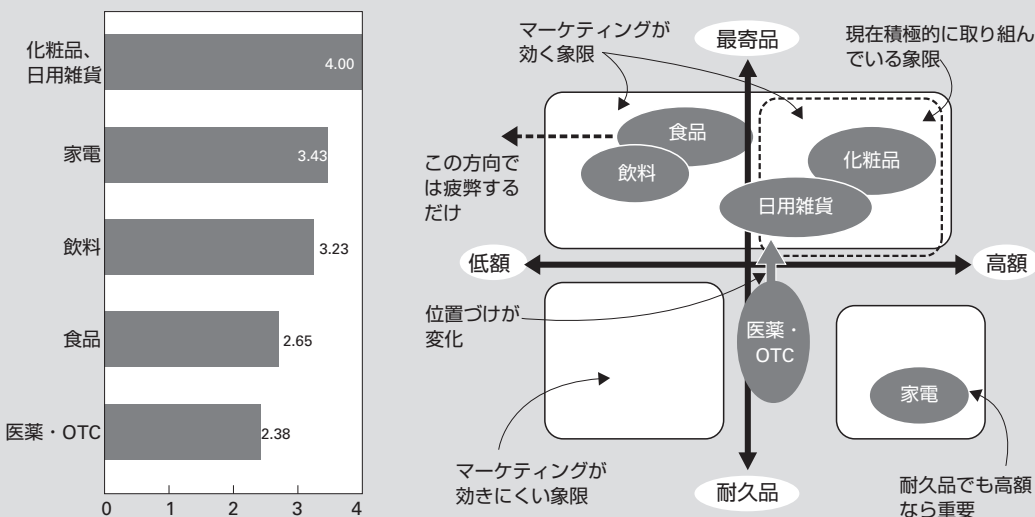 化粧品、
日用雑貨
4.00
家電
3.43
飲料
3.23
食品
2.65
医薬・OTC
2.38
0 1 2 3 4
マーケティングが
効く象限
最寄品
現在積極的に取り組ん
でいる象限
食品
飲料
化粧品
日用雑貨
この方向で
は疲弊する
だけ
低額
高額
位置づけが
変化
医薬・
OTC
家電
マーケティングが
効きにくい象限
耐久品
耐久品でも高額
なら重要